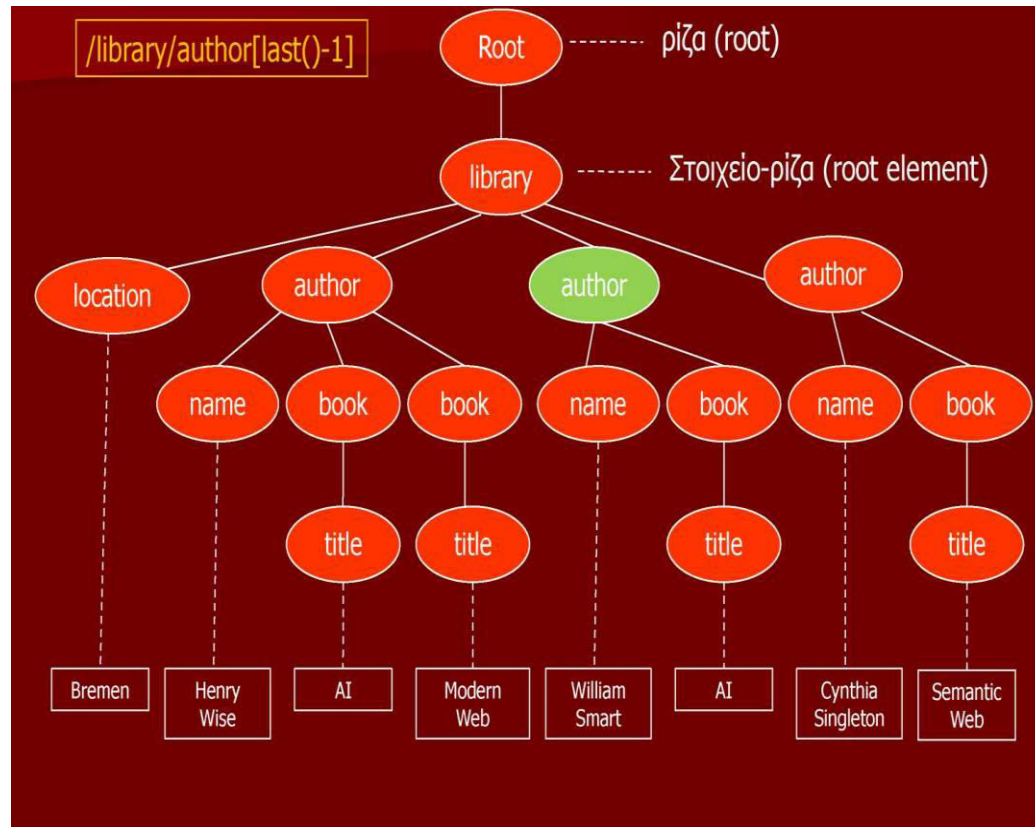 /library/author[last()-1]
Root
ρίζα (root)
library
Στοιχείο-ρίζα (root element)
location
author
author
author
name
book
book
name
book
name
book
title
title
title
title
Bremen
Henry
Wise
AI
Modern
Web
William
Smart
AI
Cynthia
Singleton
Semantic
Web